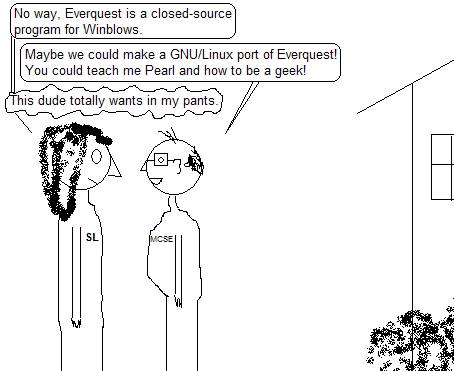 No way, Everquest is a closed-source
program for Winblows.
Maybe we could make a GNU/Linux port of Everquest!
You could teach me Pearl and how to be a geek!
This dude totally wants in my pants.
SL
MCSE